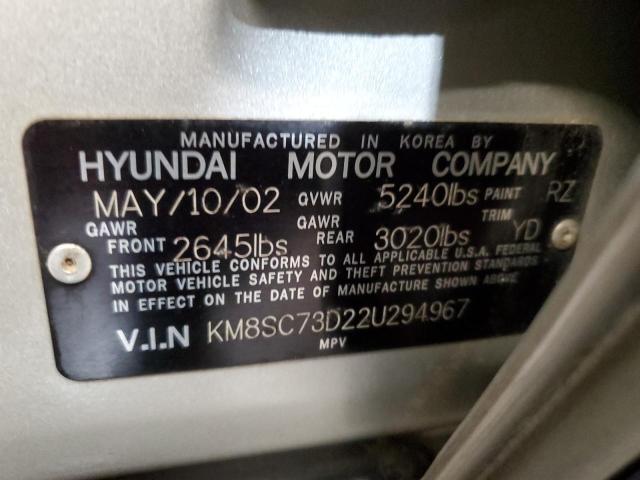 MANUFACTURED IN KOREA BY
HYUNDAI MOTOR COMPANY
MAY/10/02 GVWR 5240lbs PAINT RZ
GAWR FRONT 2645lbs GAWR REAR 3020lbs TRIM YD
THIS VEHICLE CONFORMS TO ALL APPLICABLE U.S.A. FEDERAL
MOTOR VEHICLE SAFETY AND THEFT PREVENTION STANDARDS
IN EFFECT ON THE DATE OF MANUFACTURE SHOWN ABOVE.
V.I.N KM8SC73D22U294967
MPV